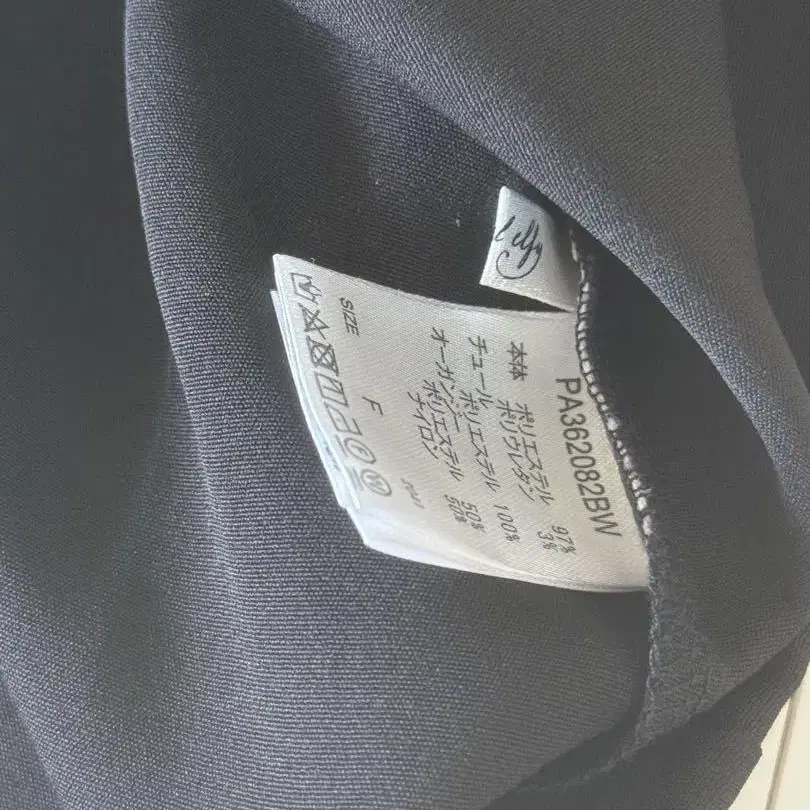 PA362082BW
本体 ポリエステル 97%
ポリウレタン 3%
チュール ポリエステル 100%
オーガンジー ポリエステル 50%
ナイロン 50%
SIZE F